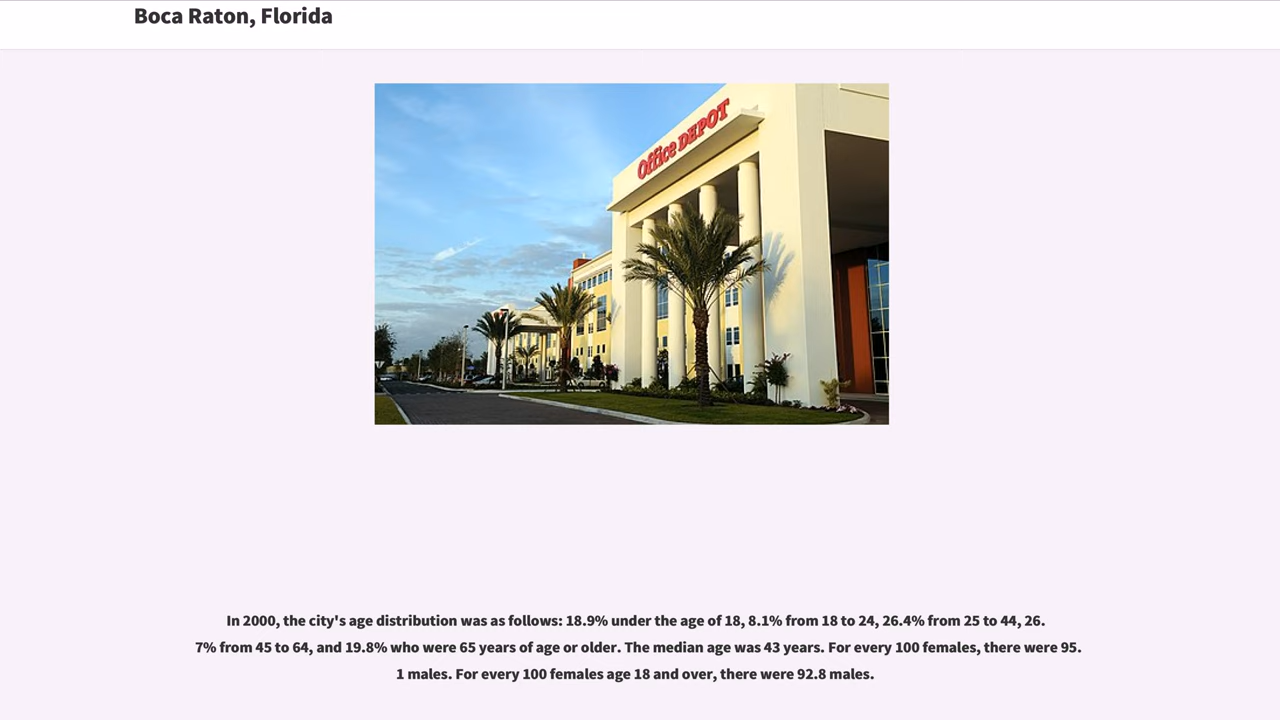 Boca Raton, Florida
Office DEPOT
In 2000, the city's age distribution was as follows: 18.9% under the age of 18, 8.1% from 18 to 24, 26.4% from 25 to 44, 26.
7% from 45 to 64, and 19.8% who were 65 years of age or older. The median age was 43 years. For every 100 females, there were 95.
1 males. For every 100 females age 18 and over, there were 92.8 males.